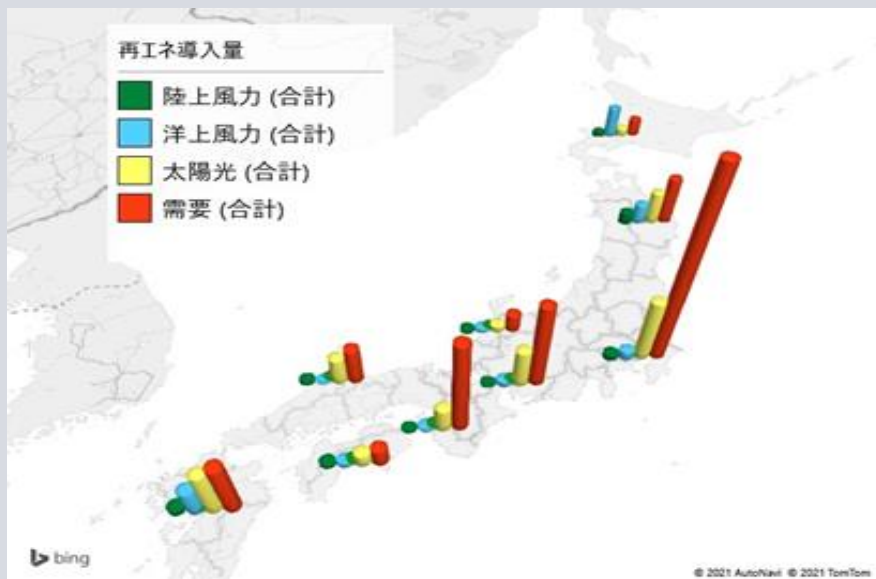 再エネ導入量
陸上風力 (合計)
洋上風力 (合計)
太陽光 (合計)
需要 (合計)
bing
© 2021 AutoNavi © 2021 TomTom